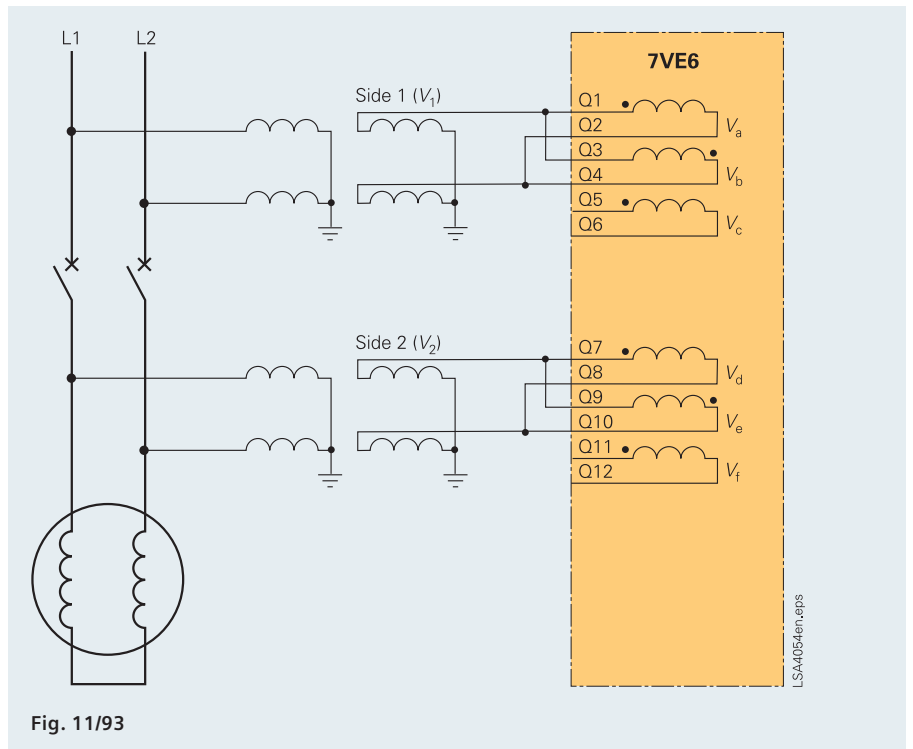 L1 L2
7VE6
Side 1 (V1)
Q1
Q2
Va
Q3
Q4
Vb
Q5
Q6
Vc
Side 2 (V2)
Q7
Q8
Vd
Q9
Q10
Ve
Q11
Q12
Vf
LSA4054en.eps
Fig. 11/93